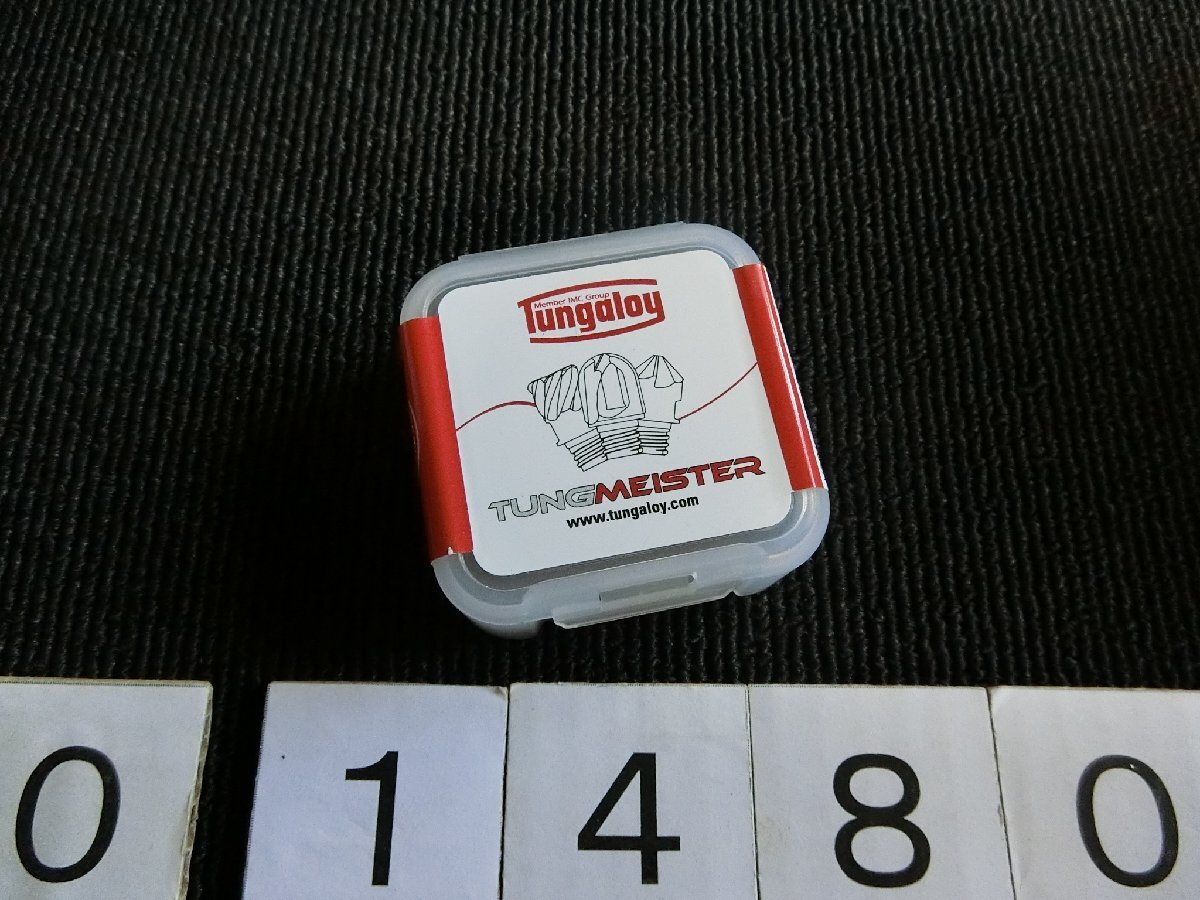 Member IMC Group
Tungaloy
TUNGMEISTER
www.tungaloy.com
0 1 4 8 0